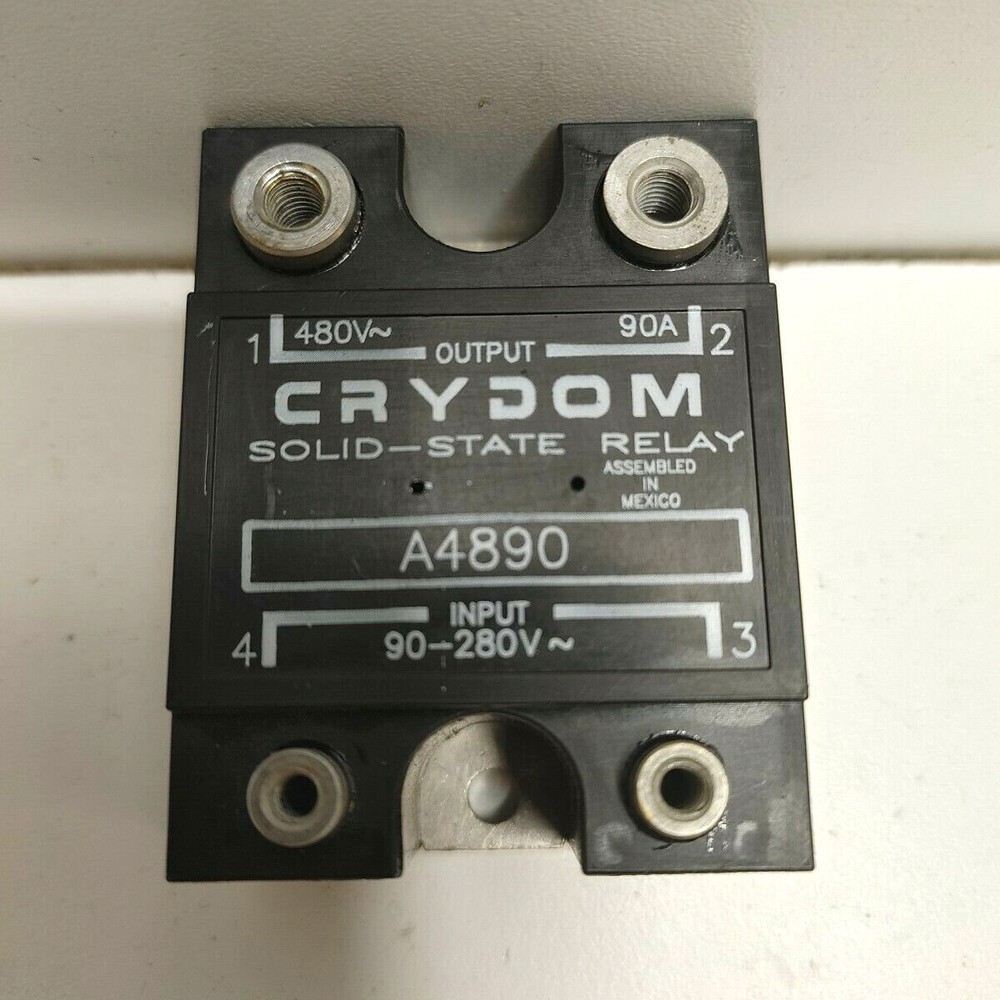 480V~ 90A
1 OUTPUT 2
CRYDOM
SOLID-STATE RELAY
ASSEMBLED
IN
MEXICO
A4890
INPUT
4 90-280V~ 3